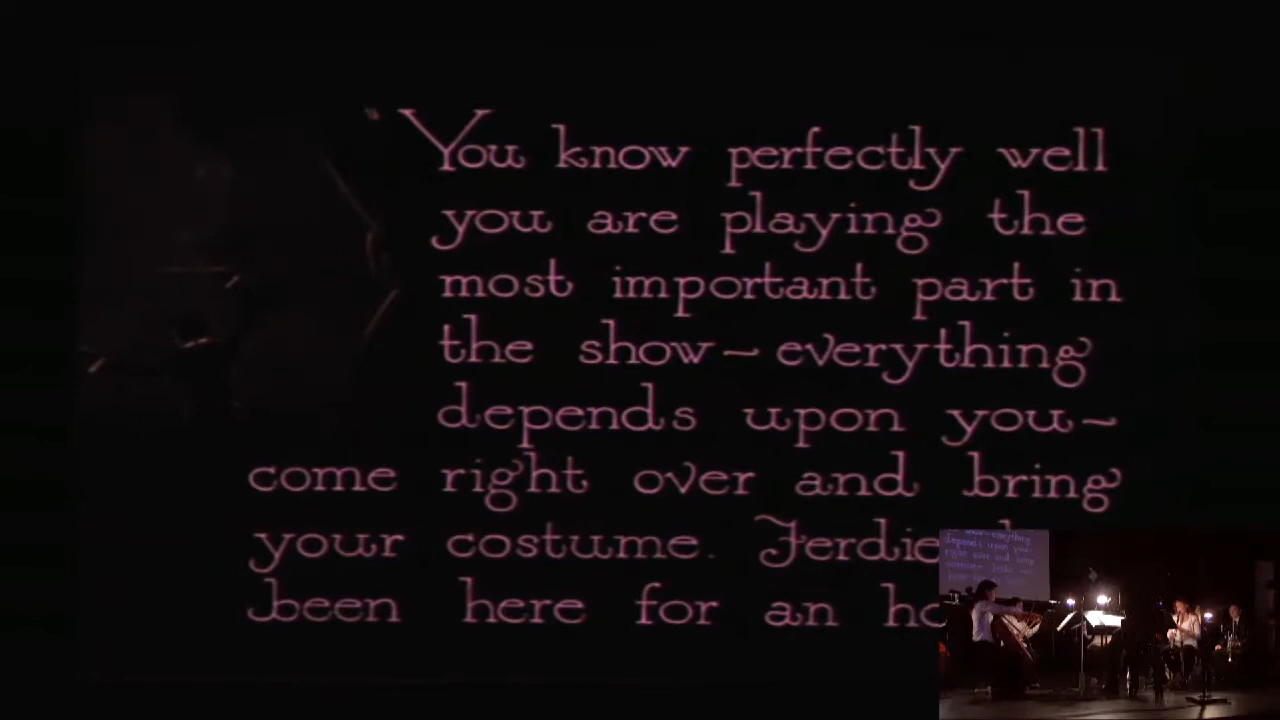 "You know perfectly well
you are playing the
most important part in
the show — everything
depends upon you —
come right over and bring
your costume. Ferdie
been here for an